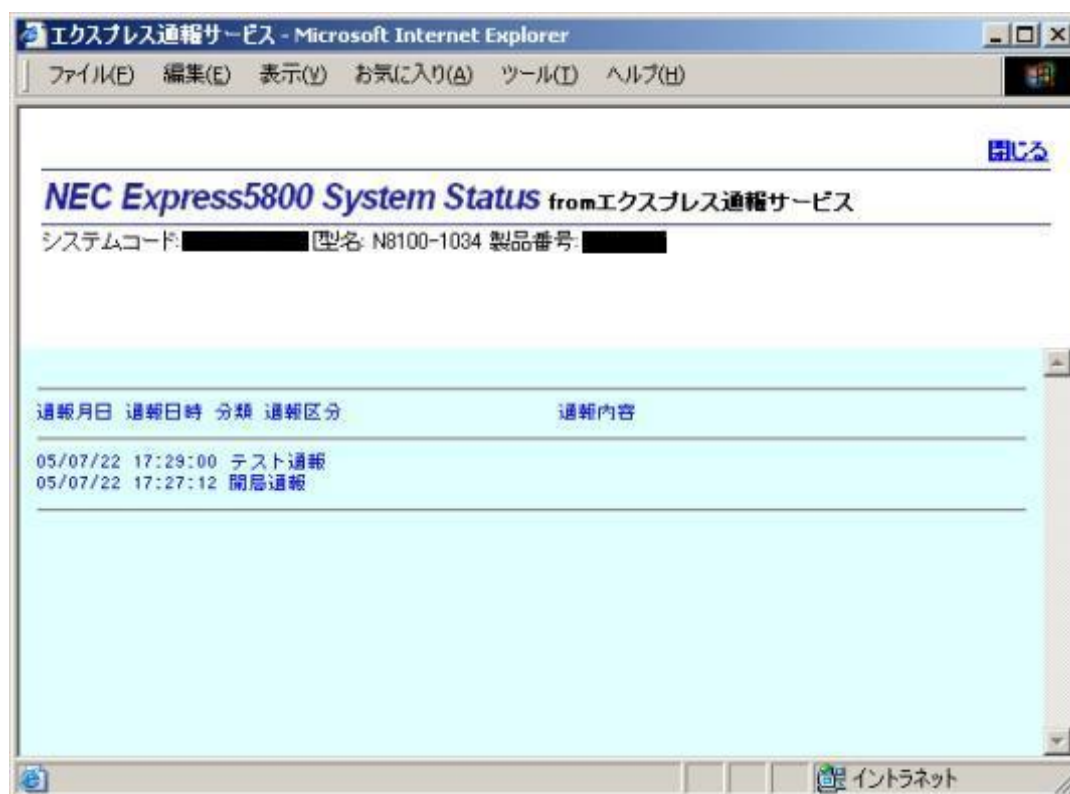 エクスプレス通報サービス - Microsoft Internet Explorer
ファイル(F) 編集(E) 表示(V) お気に入り(A) ツール(T) ヘルプ(H)
閉じる
NEC Express5800 System Status fromエクスプレス通報サービス
システムコード: 型名: N8100-1034 製品番号:
通報月日 通報日時 分類 通報区分 通報内容
05/07/22 17:29:00 テスト通報
05/07/22 17:27:12 開局通報
イントラネット